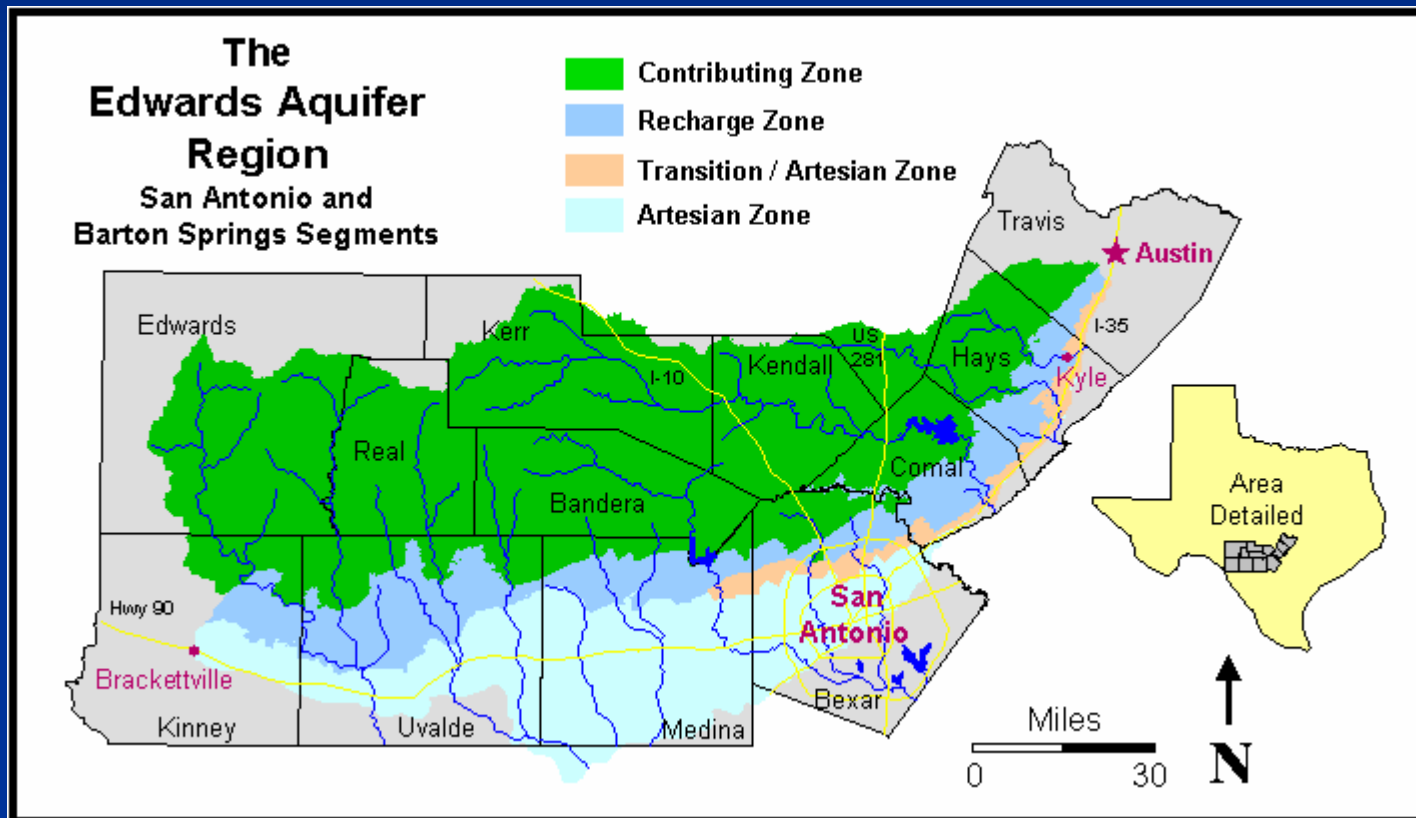 The
Edwards Aquifer
Region
San Antonio and
Barton Springs Segments
Contributing Zone
Recharge Zone
Transition / Artesian Zone
Artesian Zone
Travis
Austin
Edwards
Kerr
I-35
US
281
Kendall
Hays
Kyle
I-10
Real
Comal
Bandera
Area
Detailed
Hwy 90
San
Antonio
Brackettville
Bexar
Kinney
Uvalde
Medina
Miles
0
30
N